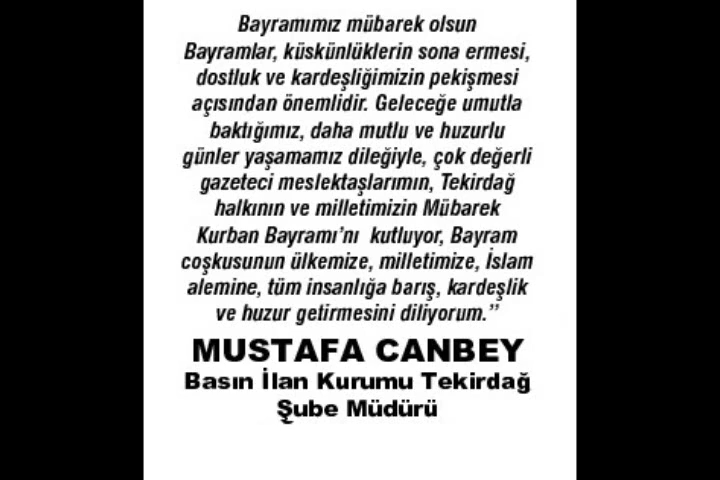 Bayramımız mübarek olsun
Bayramlar, küskünlüklerin sona ermesi,
dostluk ve kardeşliğimizin pekişmesi
açısından önemlidir. Geleceğe umutla
baktığımız, daha mutlu ve huzurlu
günler yaşamamız dileğiyle, çok değerli
gazeteci meslektaşlarımın, Tekirdağ
halkının ve milletimizin Mübarek
Kurban Bayramı’nı kutluyor, Bayram
coşkusunun ülkemize, milletimize, İslam
alemine, tüm insanlığa barış, kardeşlik
ve huzur getirmesini diliyorum.”
MUSTAFA CANBEY
Basın İlan Kurumu Tekirdağ
Şube Müdürü